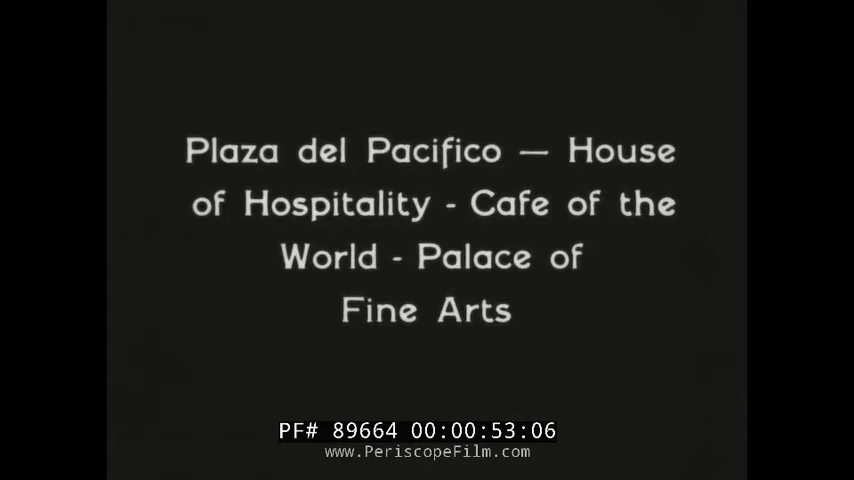 Plaza del Pacifico — House
of Hospitality - Cafe of the
World - Palace of
Fine Arts
PF# 89664 00:00:53:06
www.PeriscopeFilm.com